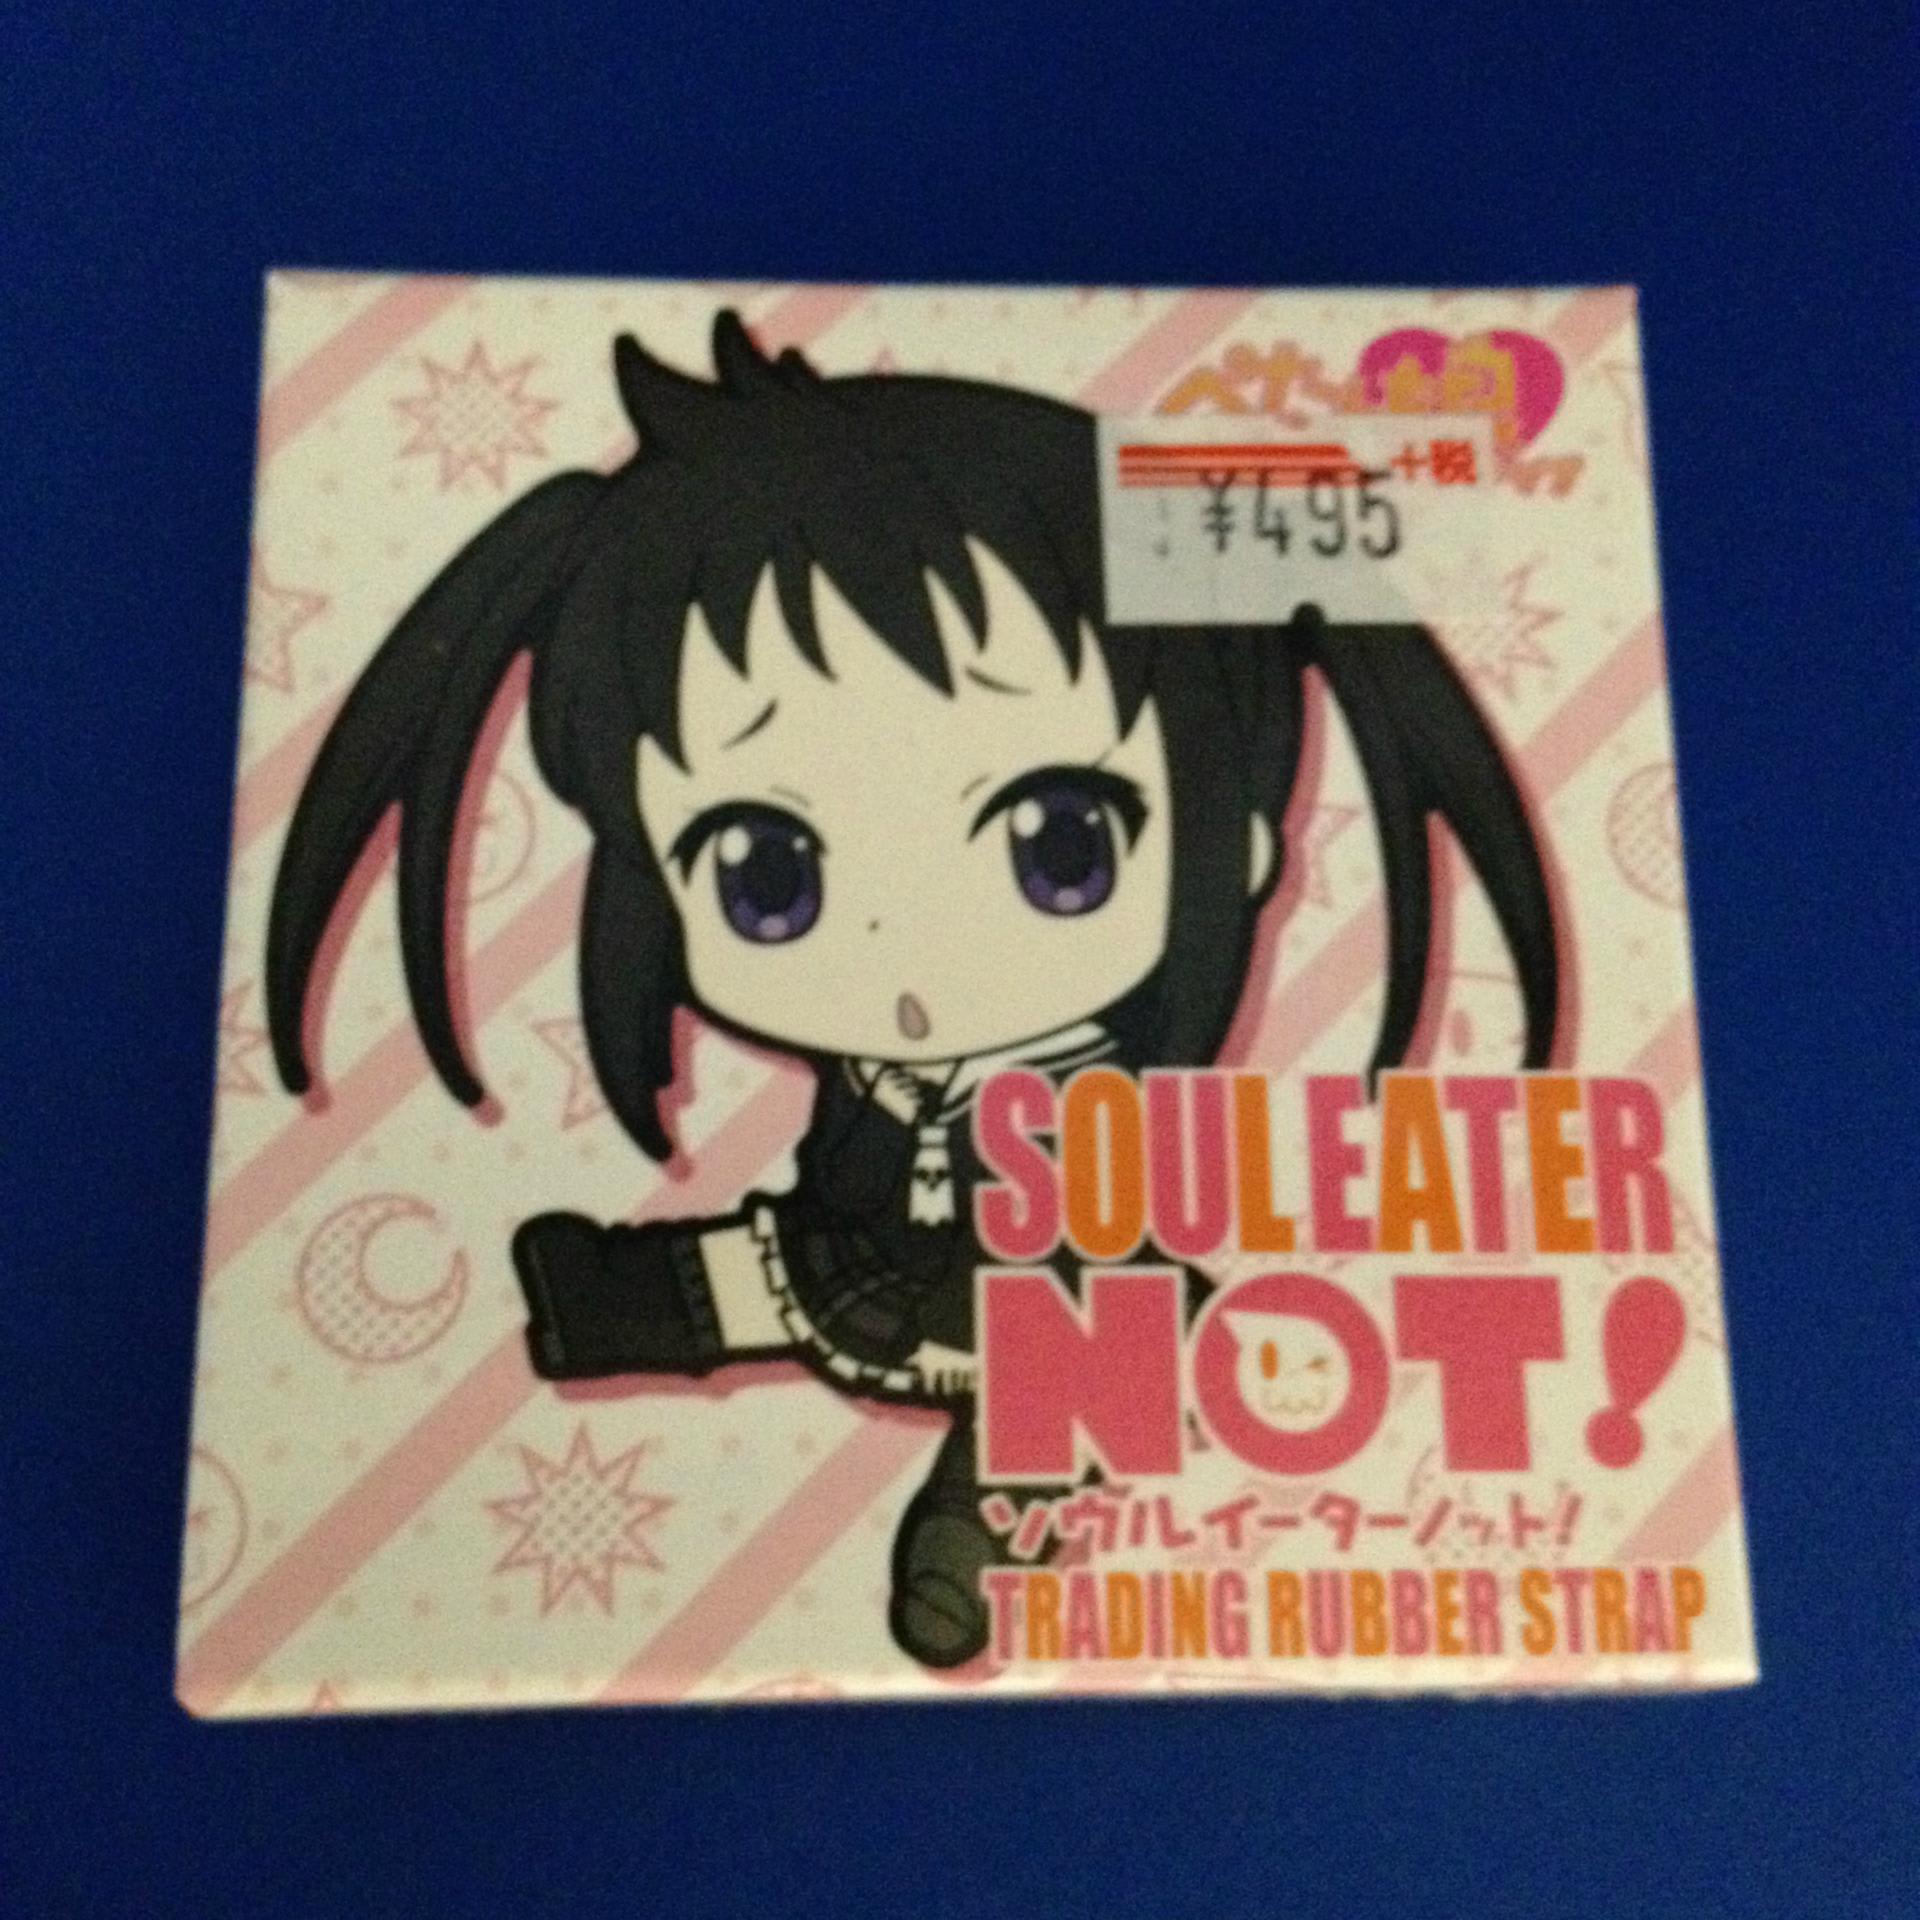 +税
¥495
SOUL EATER
NOT!
ソウルイーターノット!
TRADING RUBBER STRAP